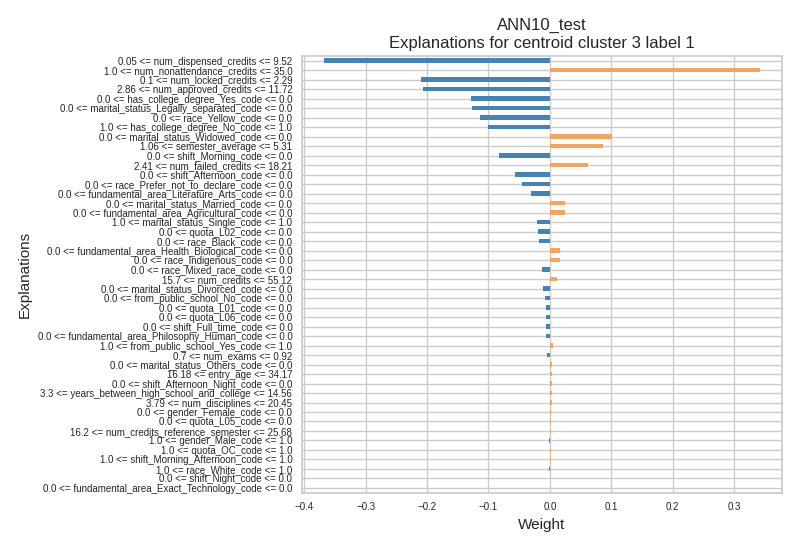 ANN10_test
Explanations for centroid cluster 3 label 1
0.05 <= num_dispensed_credits <= 9.52
1.0 <= num_nonattendance_credits <= 35.0
0.1 <= num_locked_credits <= 2.29
2.86 <= num_approved_credits <= 11.72
0.0 <= has_college_degree_Yes_code <= 0.0
0.0 <= marital_status_Legally_separated_code <= 0.0
0.0 <= race_Yellow_code <= 0.0
1.0 <= has_college_degree_No_code <= 1.0
0.0 <= marital_status_Widowed_code <= 0.0
1.06 <= semester_average <= 5.31
0.0 <= shift_Morning_code <= 0.0
2.41 <= num_failed_credits <= 18.21
0.0 <= shift_Afternoon_code <= 0.0
0.0 <= race_Prefer_not_to_declare_code <= 0.0
0.0 <= fundamental_area_Literature_Arts_code <= 0.0
0.0 <= marital_status_Married_code <= 0.0
0.0 <= fundamental_area_Agricultural_code <= 0.0
1.0 <= marital_status_Single_code <= 1.0
0.0 <= quota_L02_code <= 0.0
0.0 <= race_Black_code <= 0.0
0.0 <= fundamental_area_Health_Biological_code <= 0.0
0.0 <= race_Indigenous_code <= 0.0
0.0 <= race_Mixed_race_code <= 0.0
15.7 <= num_credits <= 55.12
0.0 <= marital_status_Divorced_code <= 0.0
0.0 <= from_public_school_No_code <= 0.0
0.0 <= quota_L01_code <= 0.0
0.0 <= quota_L06_code <= 0.0
0.0 <= shift_Full_time_code <= 0.0
0.0 <= fundamental_area_Philosophy_Human_code <= 0.0
1.0 <= from_public_school_Yes_code <= 1.0
0.7 <= num_exams <= 0.92
0.0 <= marital_status_Others_code <= 0.0
16.18 <= entry_age <= 34.17
0.0 <= shift_Afternoon_Night_code <= 0.0
3.3 <= years_between_high_school_and_college <= 14.56
3.79 <= num_disciplines <= 20.45
0.0 <= gender_Female_code <= 0.0
0.0 <= quota_L05_code <= 0.0
16.2 <= num_credits_reference_semester <= 25.68
1.0 <= gender_Male_code <= 1.0
1.0 <= quota_OC_code <= 1.0
1.0 <= shift_Morning_Afternoon_code <= 1.0
1.0 <= race_White_code <= 1.0
0.0 <= shift_Night_code <= 0.0
0.0 <= fundamental_area_Exact_Technology_code <= 0.0
Explanations
−0.4 −0.3 −0.2 −0.1 0.0 0.1 0.2 0.3
Weight